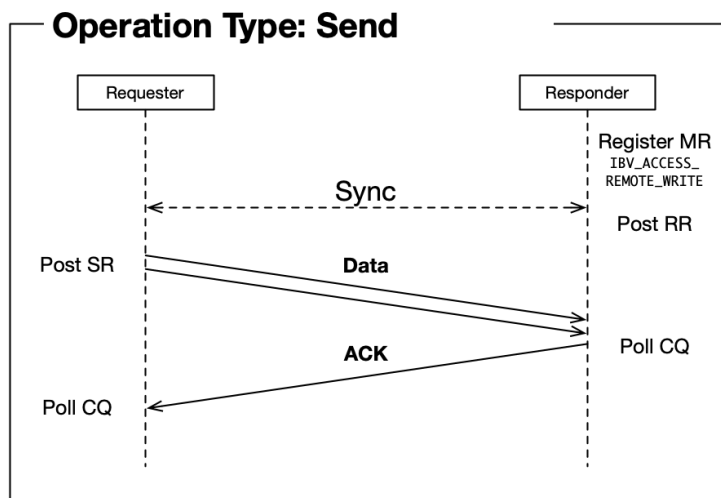 Operation Type: Send
Requester
Responder
Register MR
IBV_ACCESS_
REMOTE_WRITE
Sync
Post RR
Post SR
Data
ACK
Poll CQ
Poll CQ